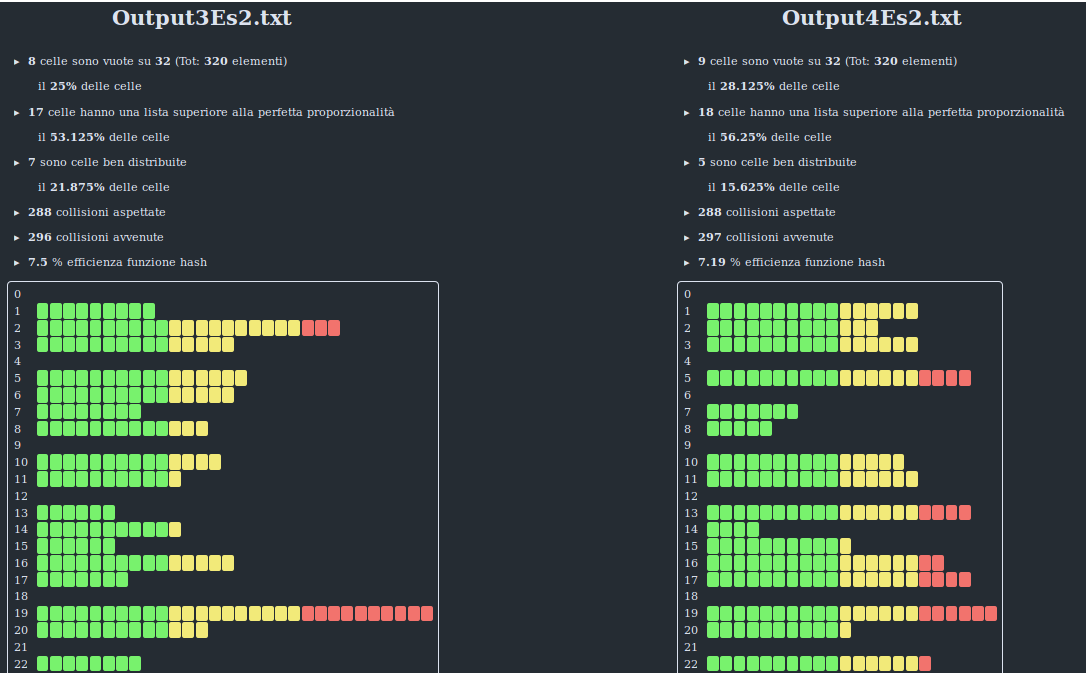 Output3Es2.txt
▸ 8 celle sono vuote su 32 (Tot: 320 elementi)
il 25% delle celle
▸ 17 celle hanno una lista superiore alla perfetta proporzionalità
il 53.125% delle celle
▸ 7 sono celle ben distribuite
il 21.875% delle celle
▸ 288 collisioni aspettate
▸ 296 collisioni avvenute
▸ 7.5 % efficienza funzione hash
0
1
2
3
4
5
6
7
8
9
10
11
12
13
14
15
16
17
18
19
20
21
22
Output4Es2.txt
▸ 9 celle sono vuote su 32 (Tot: 320 elementi)
il 28.125% delle celle
▸ 18 celle hanno una lista superiore alla perfetta proporzionalità
il 56.25% delle celle
▸ 5 sono celle ben distribuite
il 15.625% delle celle
▸ 288 collisioni aspettate
▸ 297 collisioni avvenute
▸ 7.19 % efficienza funzione hash
0
1
2
3
4
5
6
7
8
9
10
11
12
13
14
15
16
17
18
19
20
21
22